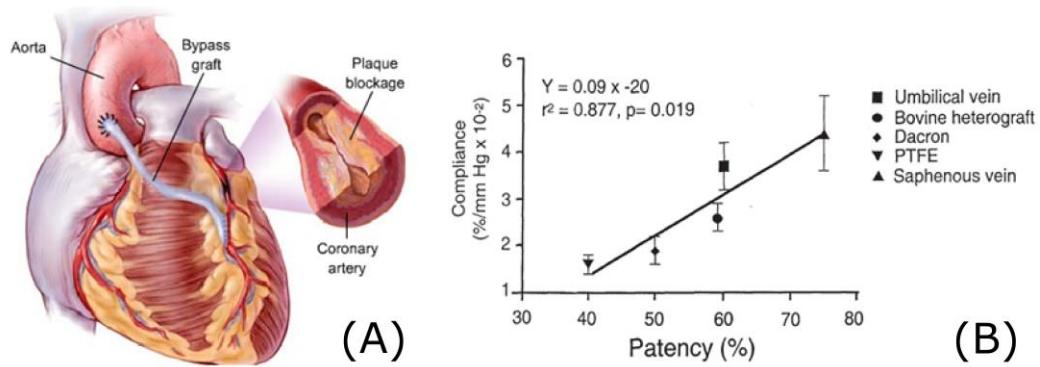 Aorta
Bypass
graft
Plaque
blockage
Coronary
artery
(A)
6
5
4
3
2
1
Compliance
(%/mm Hg x 10-2)
Y = 0.09 x -20
r2 = 0.877, p= 0.019
Umbilical vein
Bovine heterograft
Dacron
PTFE
Saphenous vein
30 40 50 60 70 80
Patency (%)
(B)